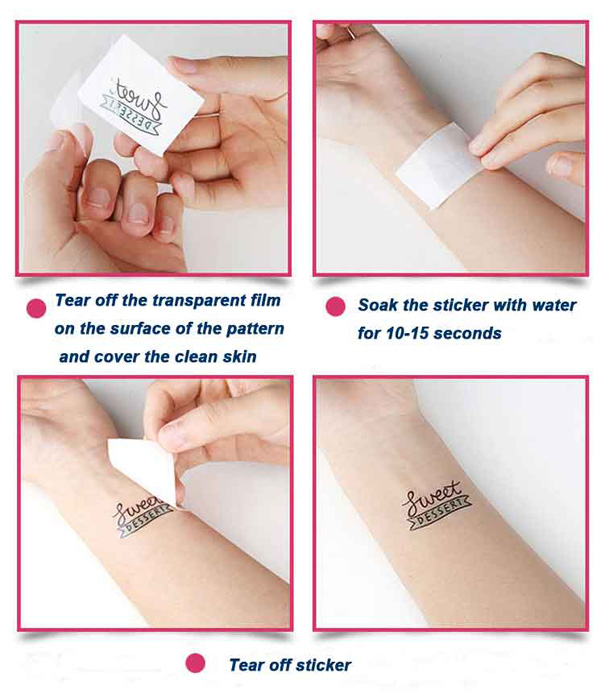 Sweet
DESSERT
Tear off the transparent film
on the surface of the pattern
and cover the clean skin
Soak the sticker with water
for 10-15 seconds
Sweet
DESSERT
Sweet
DESSERT
Tear off sticker